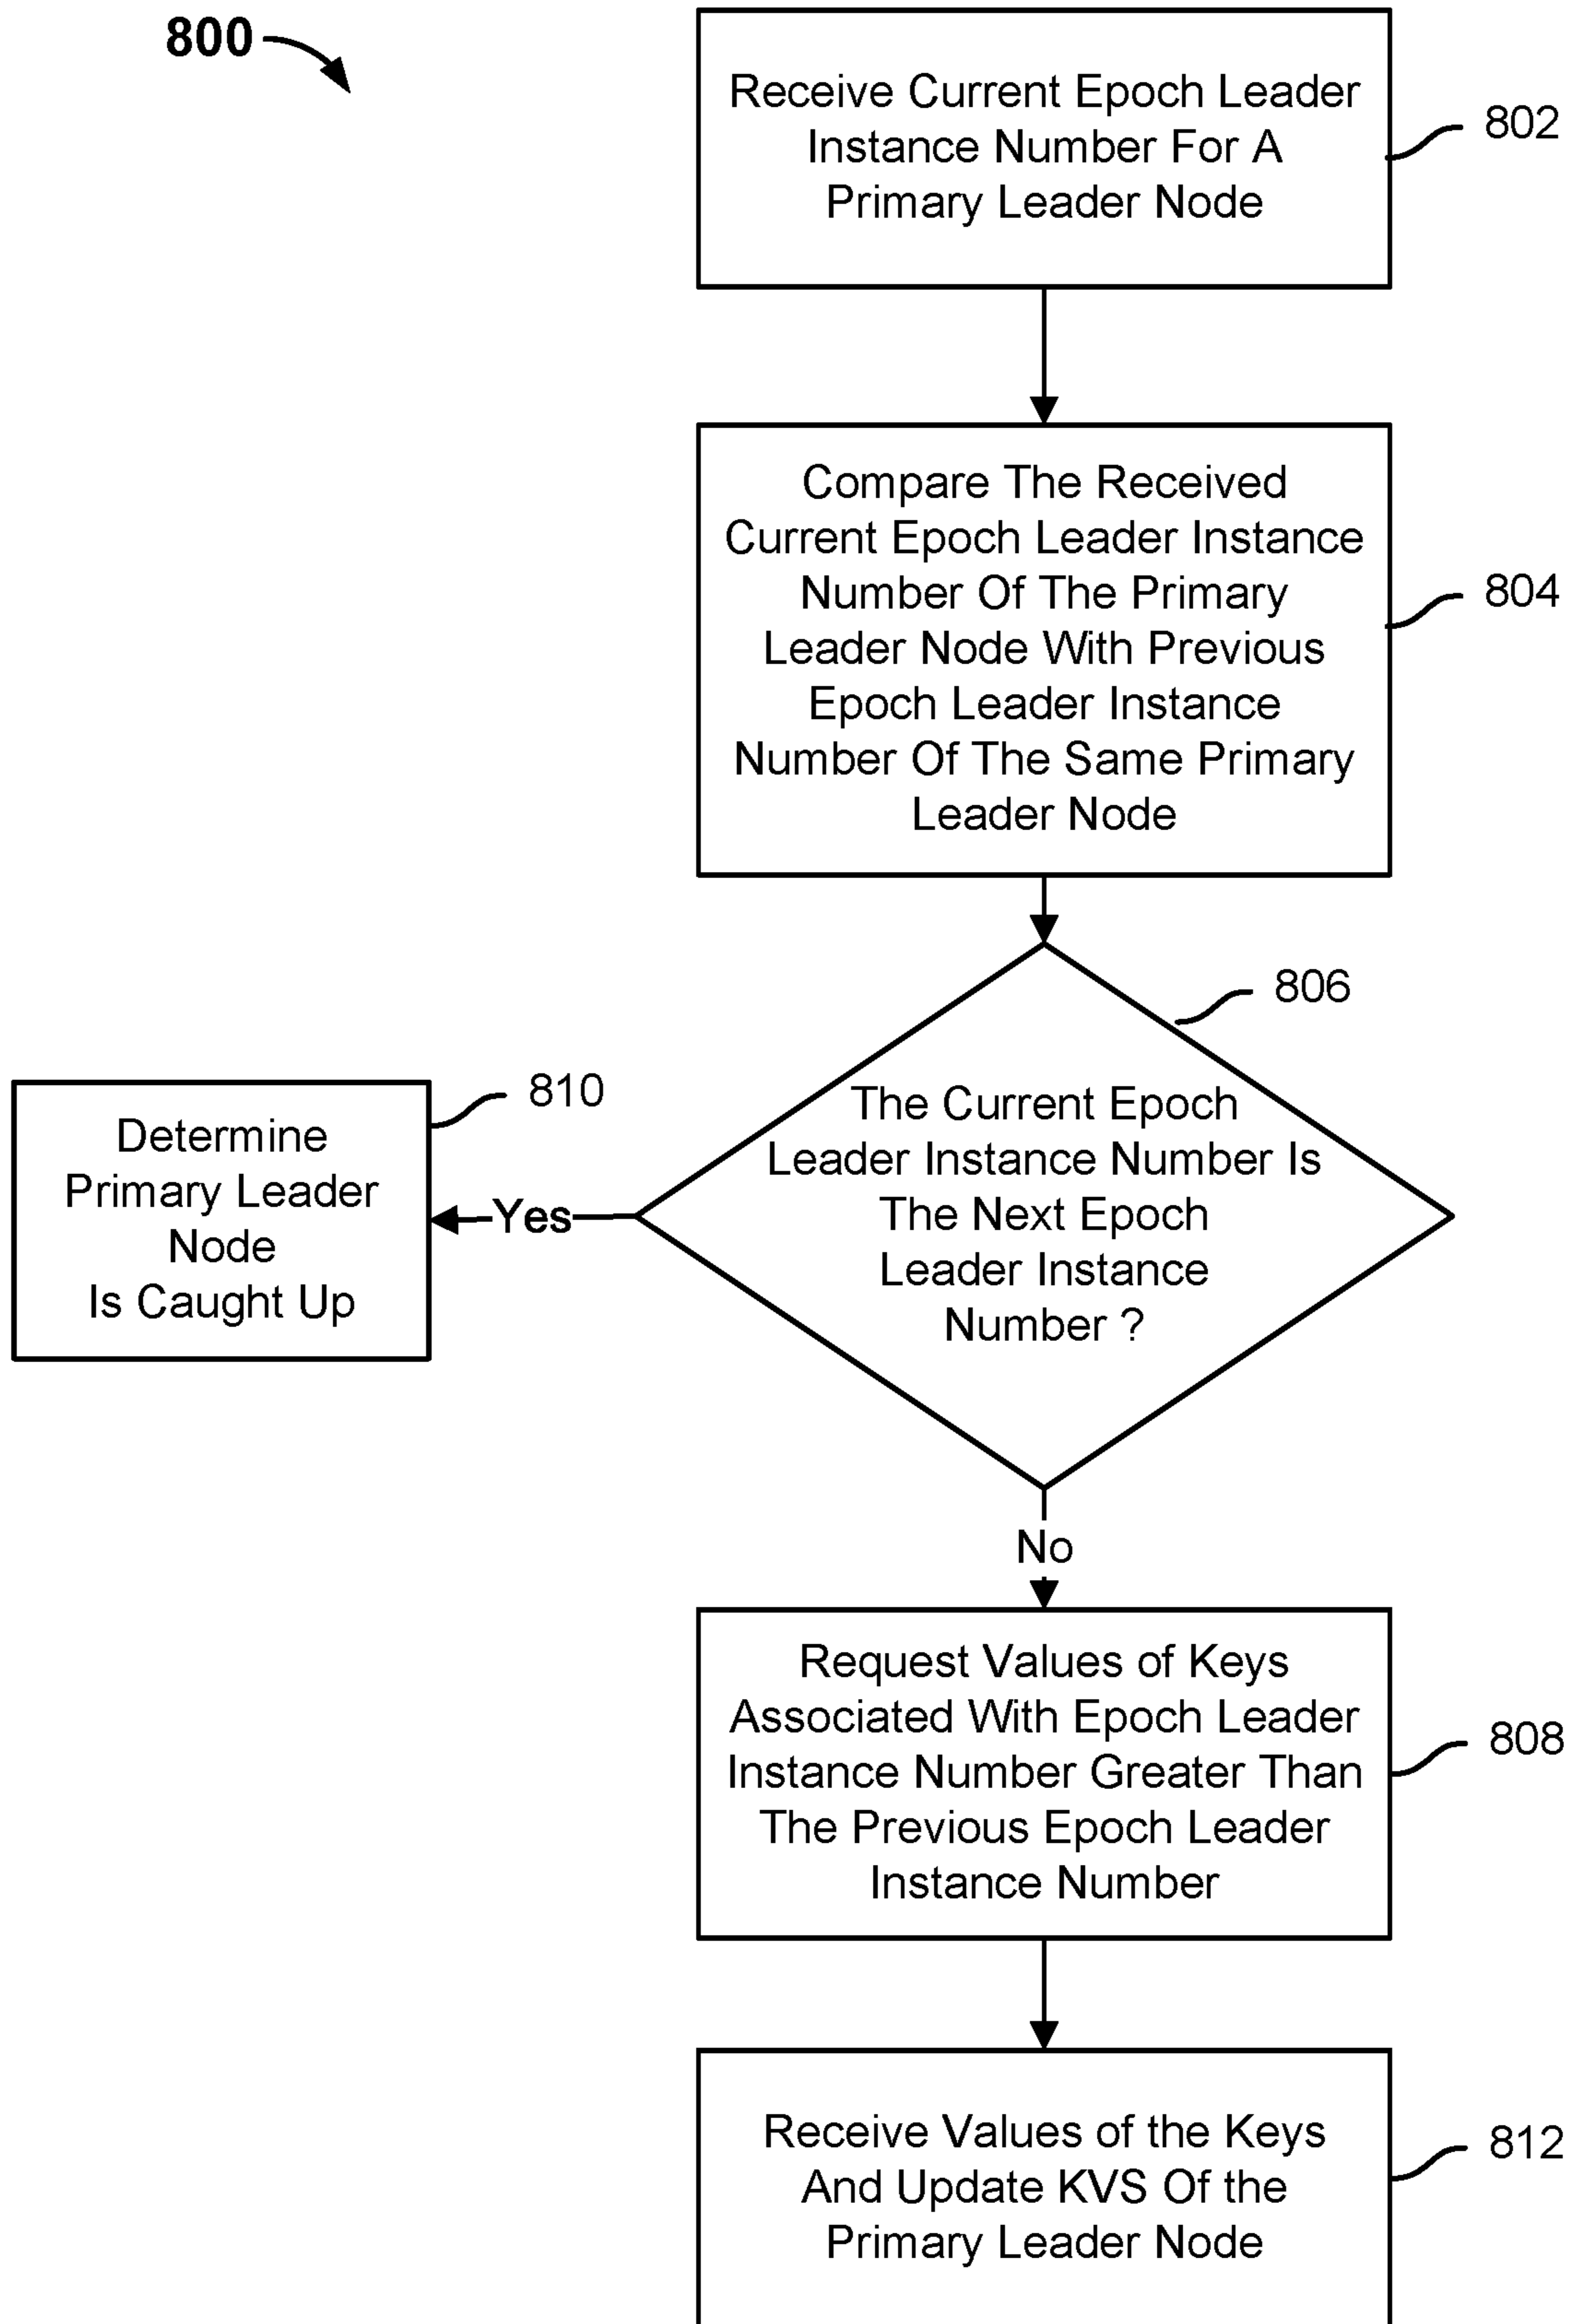 800
Receive Current Epoch Leader
Instance Number For A
Primary Leader Node
802
Compare The Received
Current Epoch Leader Instance
Number Of The Primary
Leader Node With Previous
Epoch Leader Instance
Number Of The Same Primary
Leader Node
804
806
The Current Epoch
Leader Instance Number Is
The Next Epoch
Leader Instance
Number ?
810
Determine
Primary Leader
Node
Is Caught Up
Yes
No
Request Values of Keys
Associated With Epoch Leader
Instance Number Greater Than
The Previous Epoch Leader
Instance Number
808
Receive Values of the Keys
And Update KVS Of the
Primary Leader Node
812